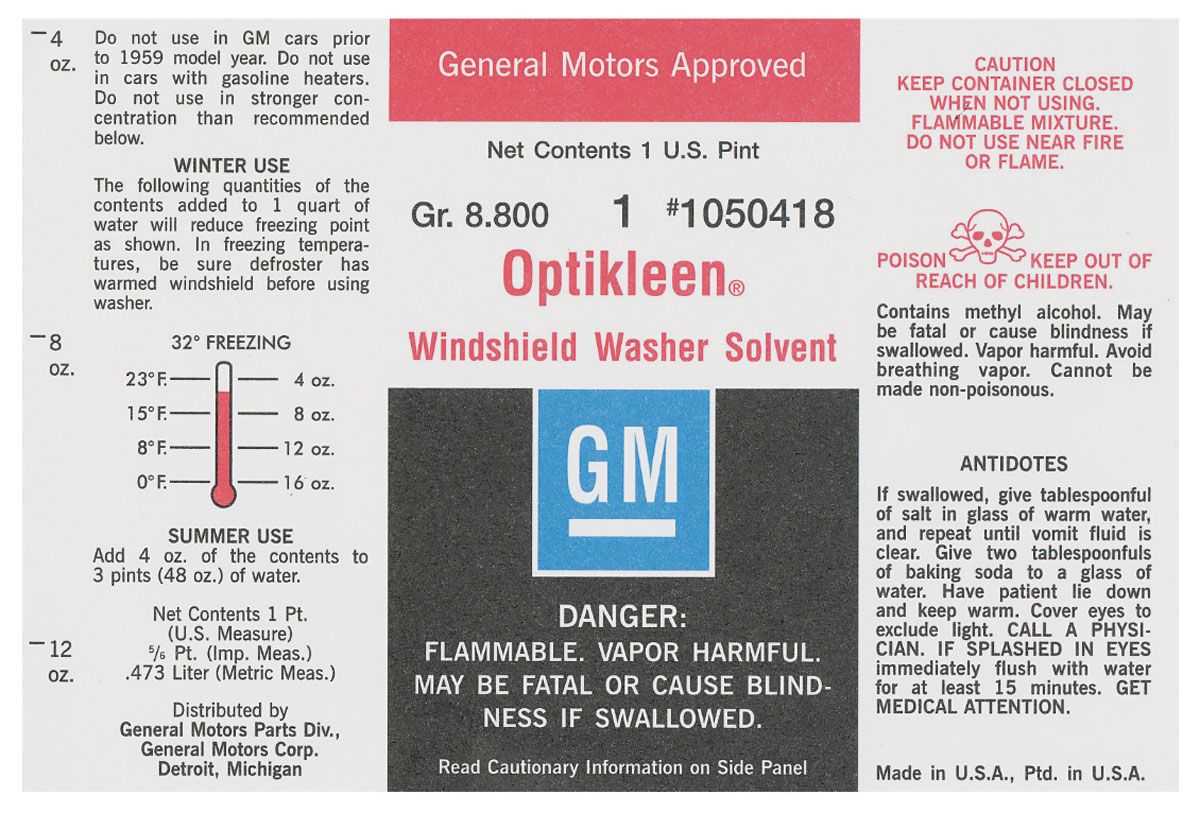 4
oz.
Do not use in GM cars prior
to 1959 model year. Do not use
in cars with gasoline heaters.
Do not use in stronger con-
centration than recommended
below.
WINTER USE
The following quantities of the
contents added to 1 quart of
water will reduce freezing point
as shown. In freezing tempera-
tures, be sure defroster has
warmed windshield before using
washer.
8
oz.
32° FREEZING
23°F. 4 oz.
15°F. 8 oz.
8°F. 12 oz.
0°F. 16 oz.
SUMMER USE
Add 4 oz. of the contents to
3 pints (48 oz.) of water.
12
oz.
Net Contents 1 Pt.
(U.S. Measure)
5/6 Pt. (Imp. Meas.)
.473 Liter (Metric Meas.)
Distributed by
General Motors Parts Div.,
General Motors Corp.
Detroit, Michigan
General Motors Approved
Net Contents 1 U.S. Pint
Gr. 8.800 1 #1050418
Optikleen®
Windshield Washer Solvent
GM
DANGER:
FLAMMABLE. VAPOR HARMFUL.
MAY BE FATAL OR CAUSE BLIND-
NESS IF SWALLOWED.
Read Cautionary Information on Side Panel
CAUTION
KEEP CONTAINER CLOSED
WHEN NOT USING.
FLAMMABLE MIXTURE.
DO NOT USE NEAR FIRE
OR FLAME.
POISON KEEP OUT OF
REACH OF CHILDREN.
Contains methyl alcohol. May
be fatal or cause blindness if
swallowed. Vapor harmful. Avoid
breathing vapor. Cannot be
made non-poisonous.
ANTIDOTES
If swallowed, give tablespoonful
of salt in glass of warm water,
and repeat until vomit fluid is
clear. Give two tablespoonfuls
of baking soda to a glass of
water. Have patient lie down
and keep warm. Cover eyes to
exclude light. CALL A PHYSI-
CIAN. IF SPLASHED IN EYES
immediately flush with water
for at least 15 minutes. GET
MEDICAL ATTENTION.
Made in U.S.A., Ptd. in U.S.A.